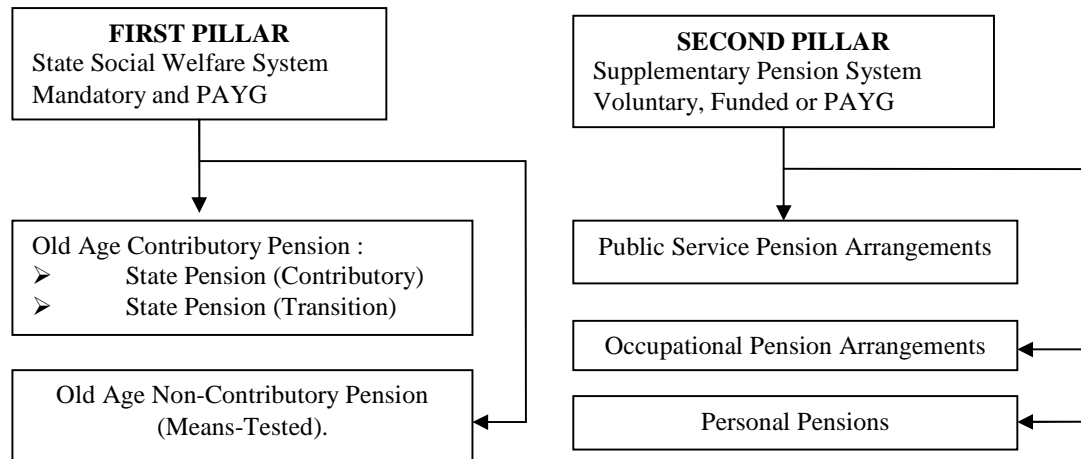 FIRST PILLAR
State Social Welfare System
Mandatory and PAYG
Old Age Contributory Pension :
➢ State Pension (Contributory)
➢ State Pension (Transition)
Old Age Non-Contributory Pension
(Means-Tested).
SECOND PILLAR
Supplementary Pension System
Voluntary, Funded or PAYG
Public Service Pension Arrangements
Occupational Pension Arrangements
Personal Pensions